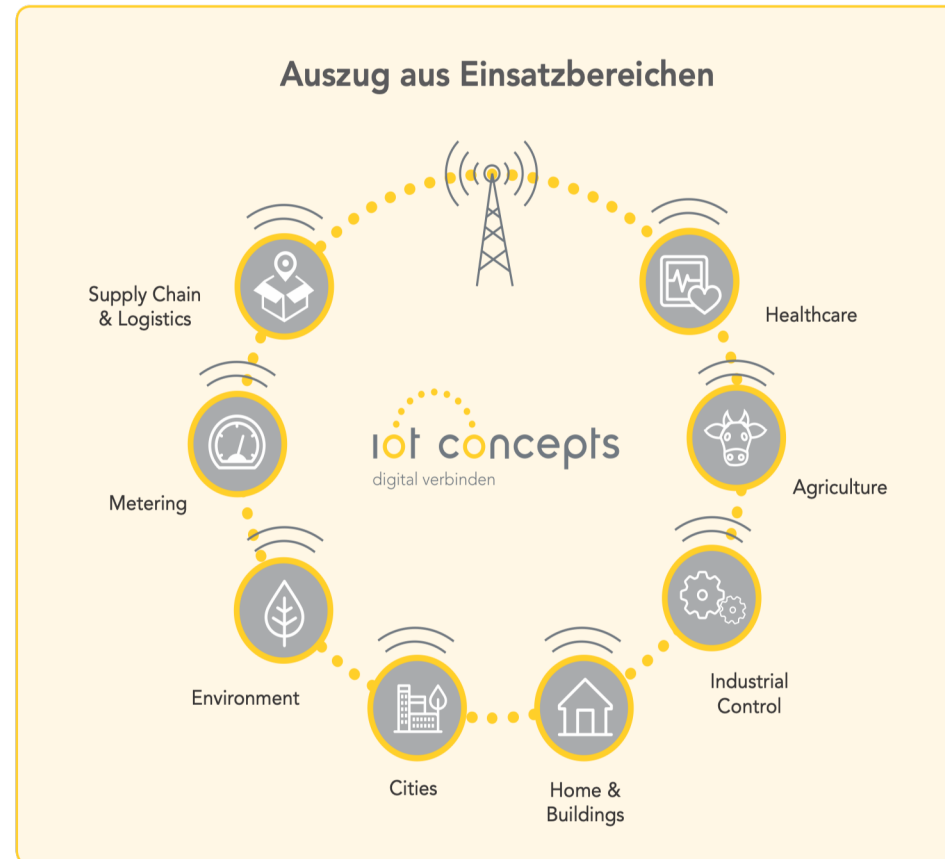 Auszug aus Einsatzbereichen
Supply Chain
& Logistics
Healthcare
iot concepts
digital verbinden
Metering
Agriculture
Environment
Industrial
Control
Cities
Home &
Buildings